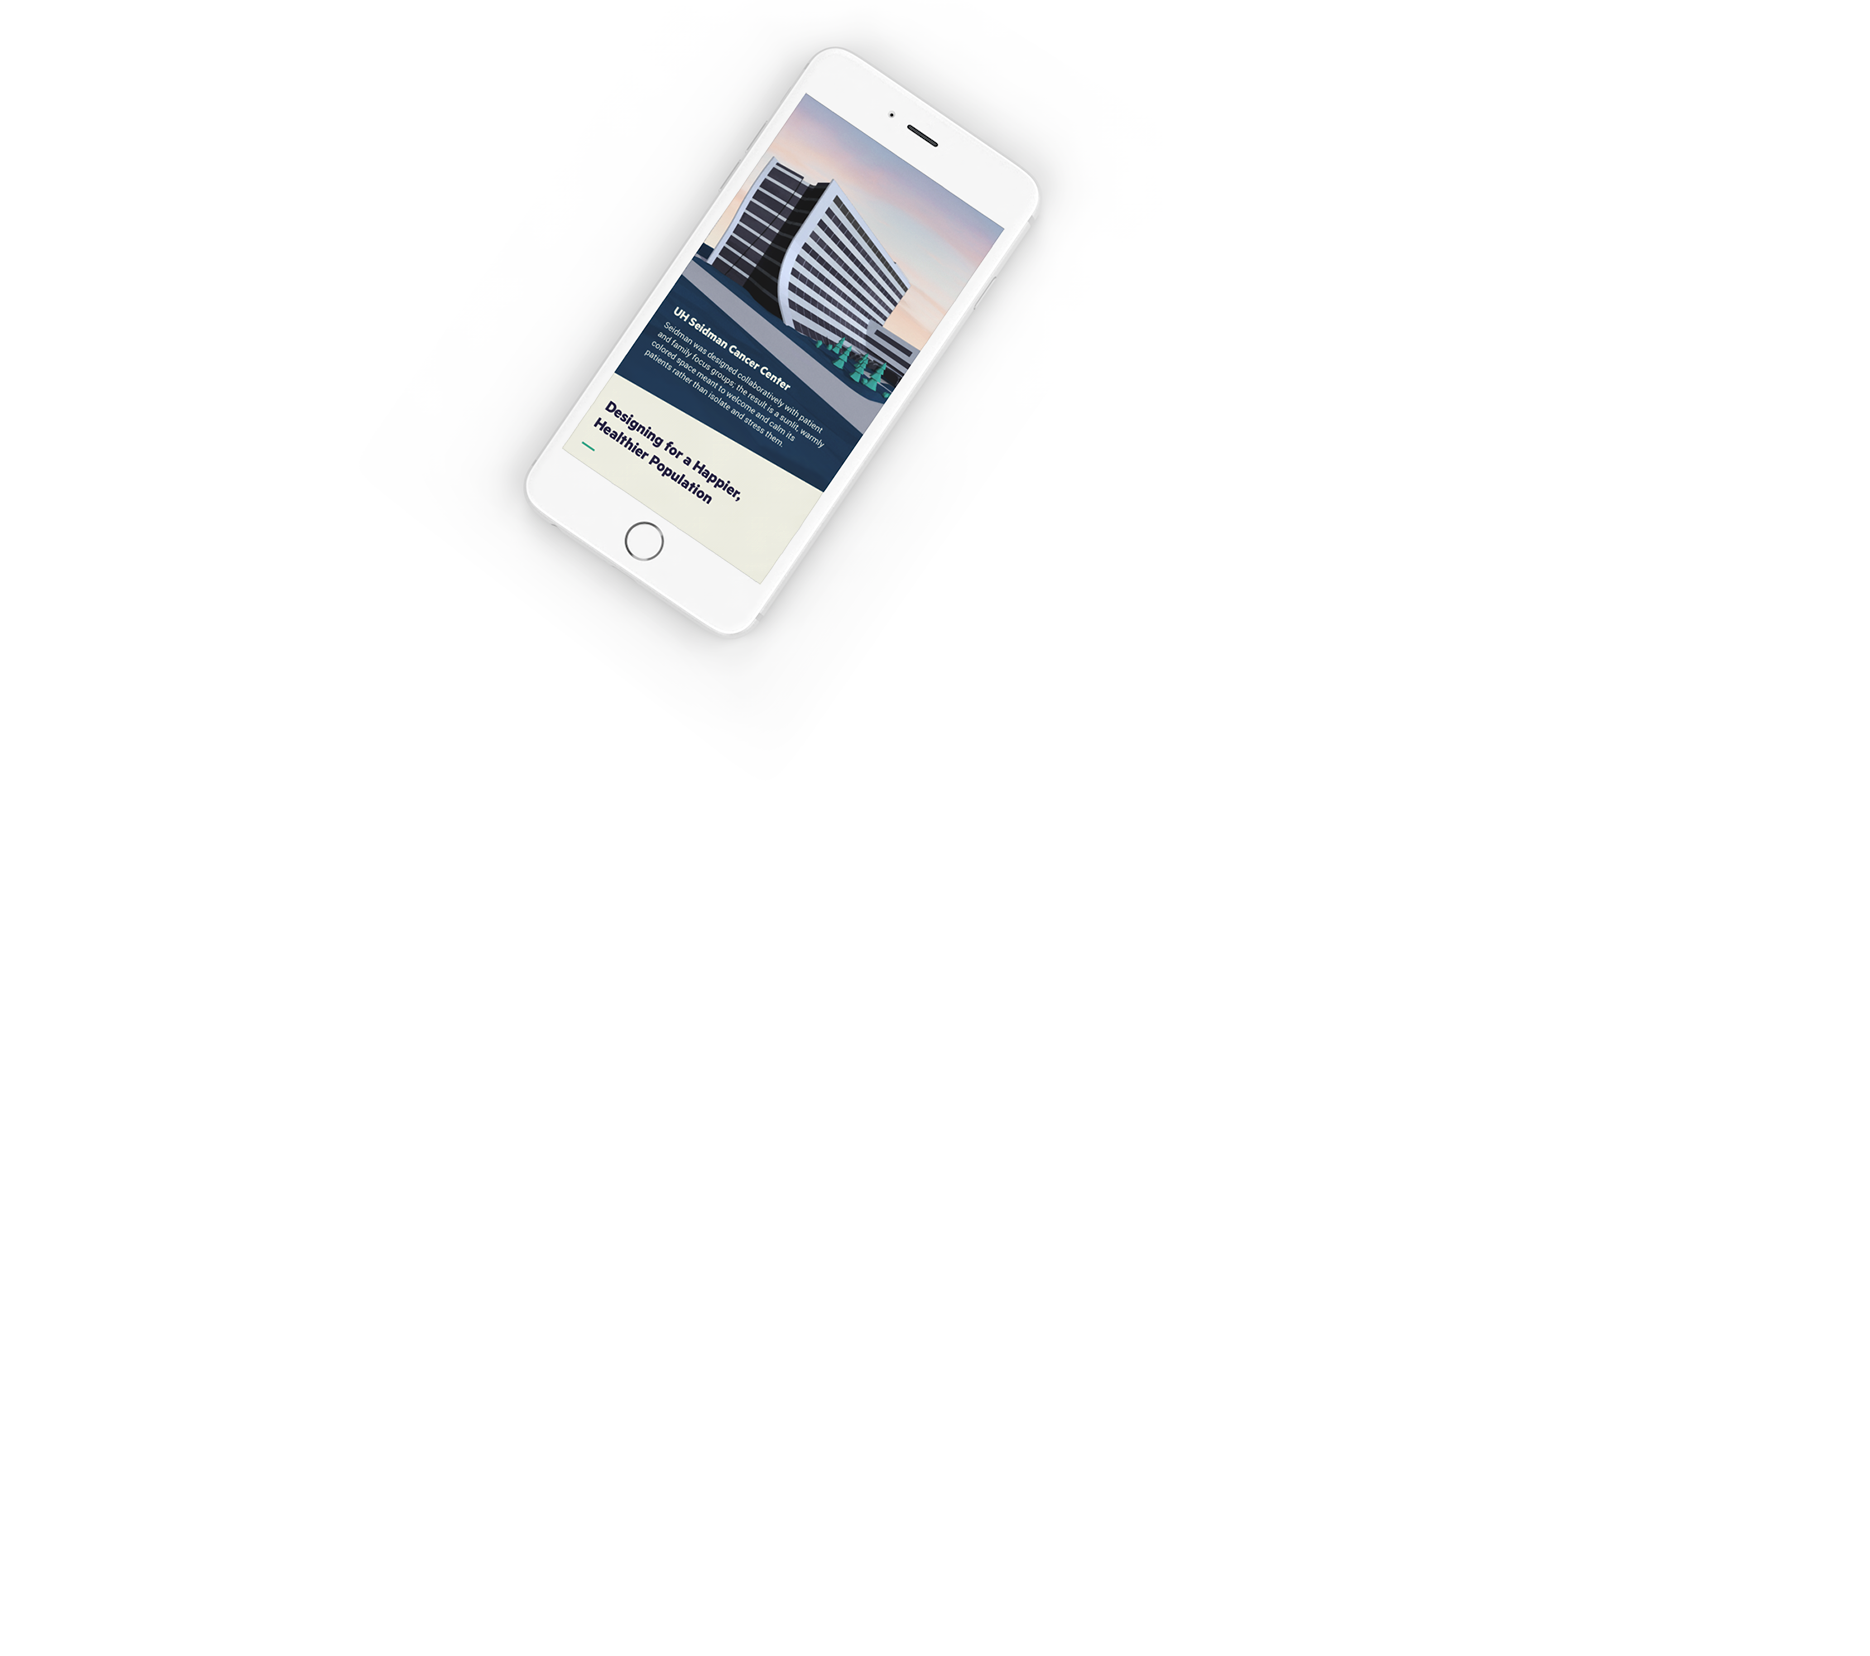 UH Seidman Cancer Center
Seidman was designed collaboratively with patient
and family focus groups; the result is a sunlit, warmly
colored space meant to welcome and calm its
patients rather than isolate and stress them.
Designing for a Happier,
Healthier Population